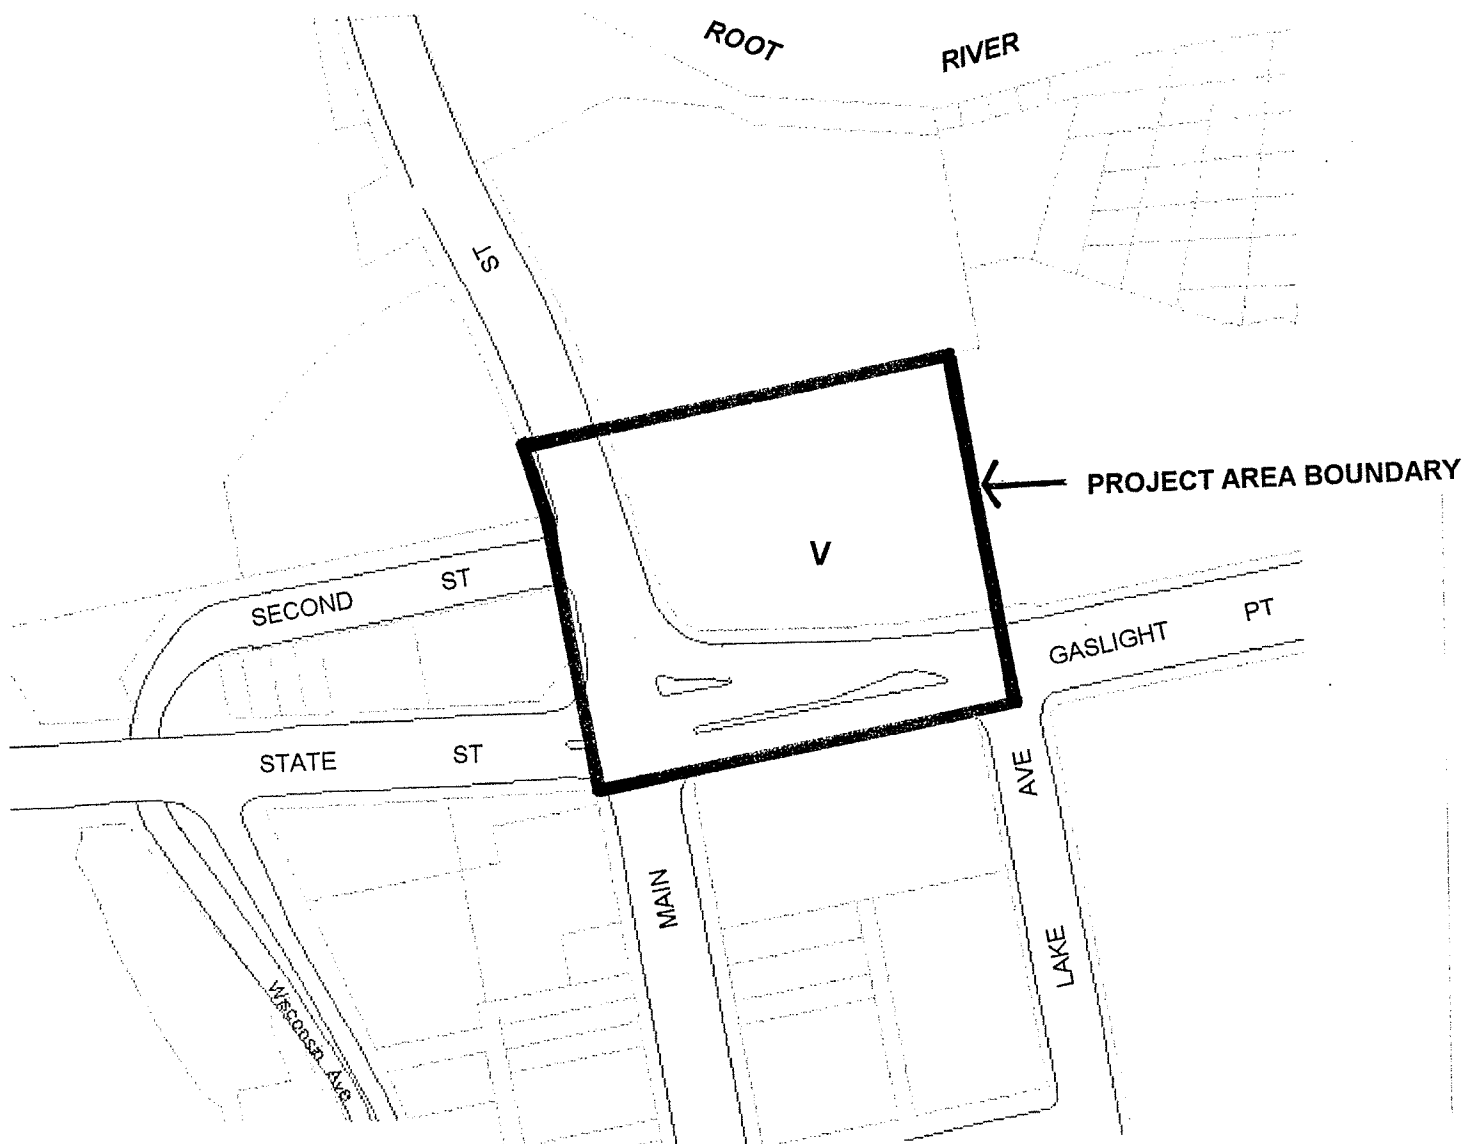 ROOT RIVER
ST
PROJECT AREA BOUNDARY
V
SECOND ST
GASLIGHT PT
STATE ST
AVE
MAIN
LAKE
Wisconsin Ave